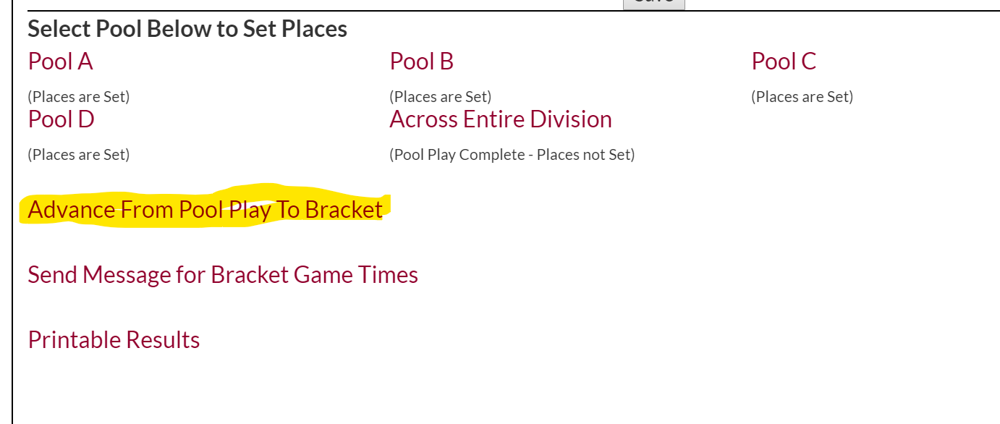 Select Pool Below to Set Places
Pool A Pool B Pool C
(Places are Set) (Places are Set) (Places are Set)
Pool D Across Entire Division
(Places are Set) (Pool Play Complete - Places not Set)
Advance From Pool Play To Bracket
Send Message for Bracket Game Times
Printable Results